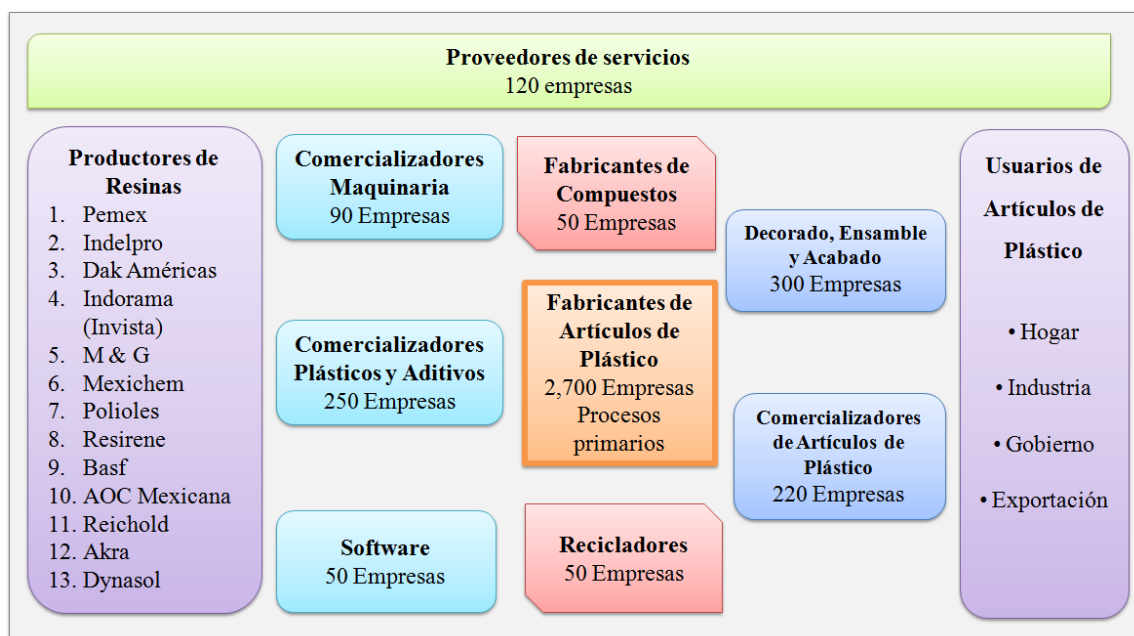 Proveedores de servicios
120 empresas
Productores de
Resinas
1. Pemex
2. Indelpro
3. Dak Américas
4. Indorama
(Invista)
5. M & G
6. Mexichem
7. Polioles
8. Resirene
9. Basf
10. AOC Mexicana
11. Reichold
12. Akra
13. Dynasol
Comercializadores
Maquinaria
90 Empresas
Comercializadores
Plásticos y Aditivos
250 Empresas
Software
50 Empresas
Fabricantes de
Compuestos
50 Empresas
Fabricantes de
Artículos de
Plástico
2,700 Empresas
Procesos
primarios
Recicladores
50 Empresas
Decorado, Ensamble
y Acabado
300 Empresas
Comercializadores
de Artículos de
Plástico
220 Empresas
Usuarios de
Artículos de
Plástico
• Hogar
• Industria
• Gobierno
• Exportación